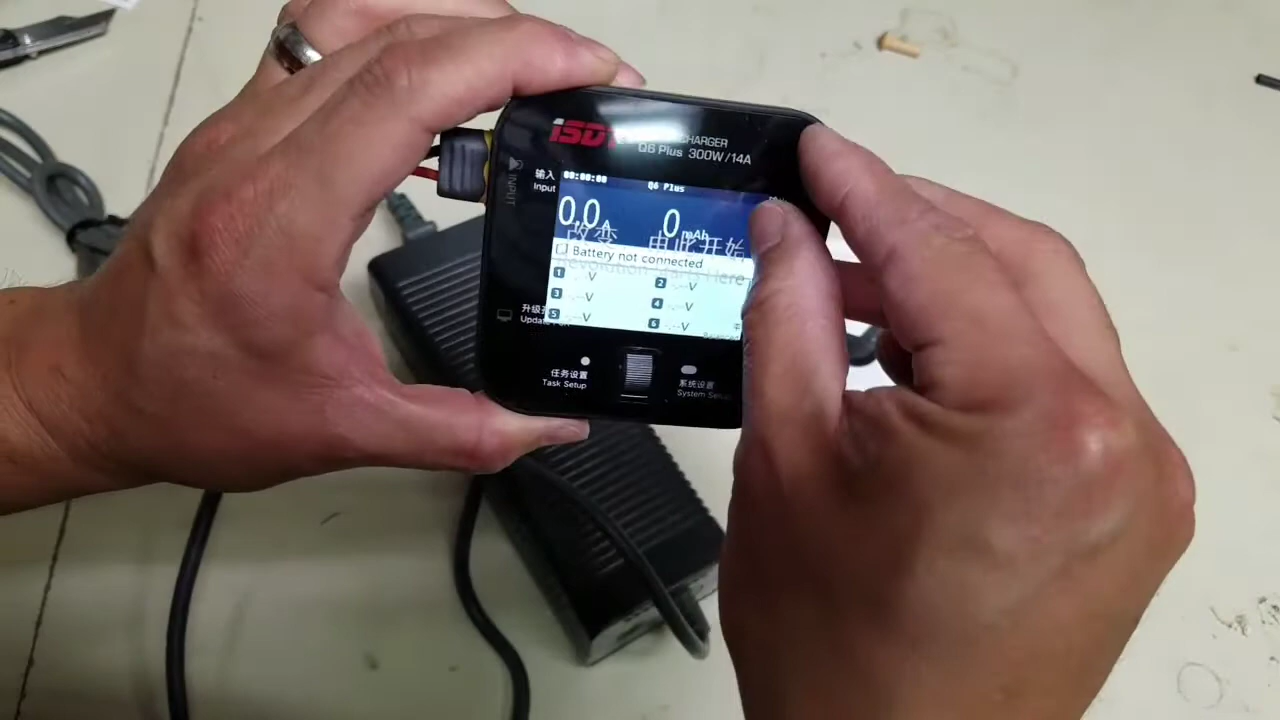 iSDT
CHARGER
Q6 Plus 300W/14A
输入
Input
INPUT
00:00:00
Q6 Plus
0.0A
0mAh
改变 由此开始
Battery not connected
Revolution Starts Here
1 V
2 -.--V
3 -.--V
4 -.--V
5 -.--V
6 -.--V
升级
Update
任务设置
Task Setup
系统设置
System Setup